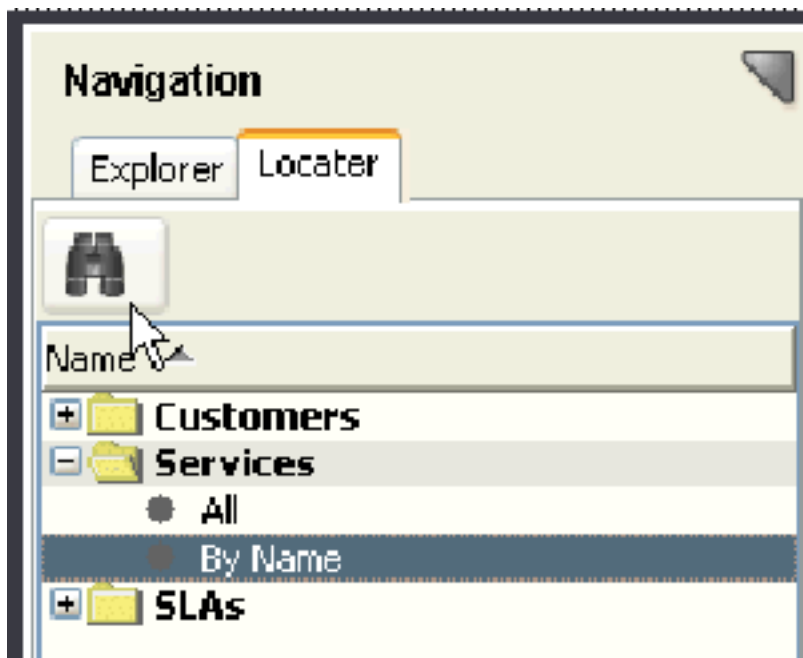 Navigation
Explorer Locater
Name
Customers
Services
All
By Name
SLAs